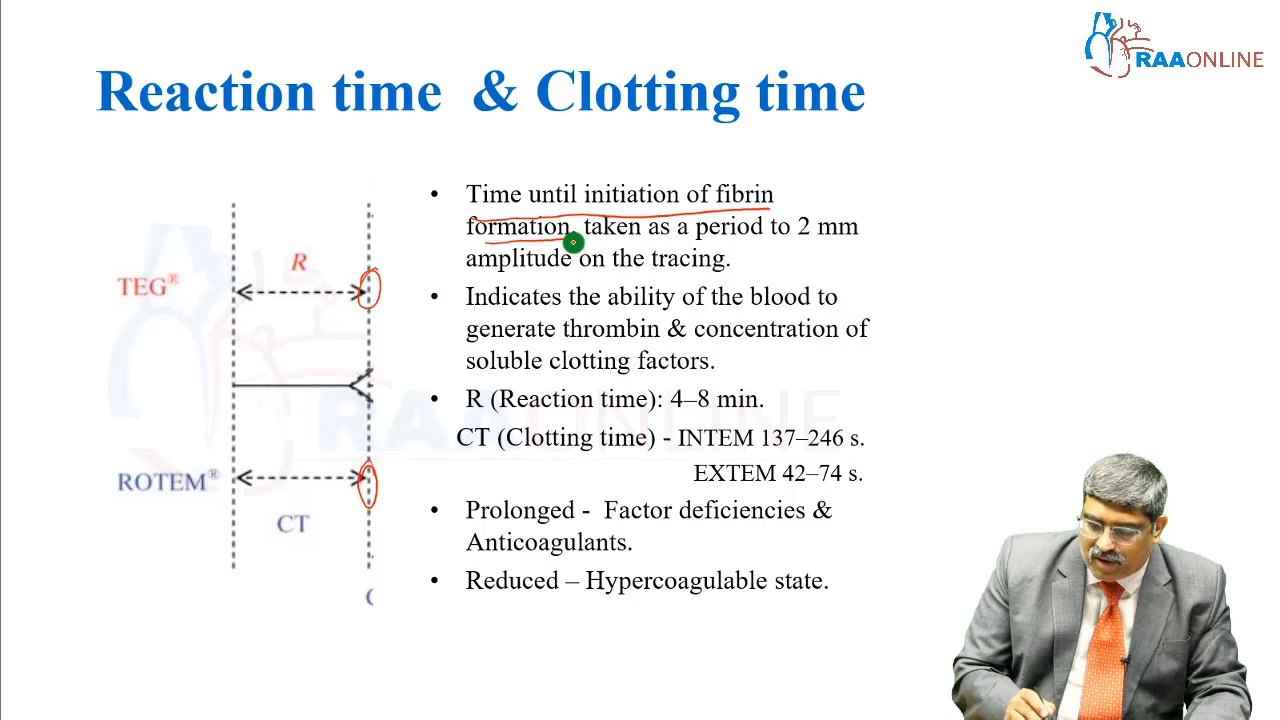 RAAONLINE
Reaction time & Clotting time
• Time until initiation of fibrin
formation, taken as a period to 2 mm
amplitude on the tracing.
• Indicates the ability of the blood to
generate thrombin & concentration of
soluble clotting factors.
• R (Reaction time): 4–8 min.
CT (Clotting time) - INTEM 137–246 s.
EXTEM 42–74 s.
• Prolonged - Factor deficiencies &
Anticoagulants.
• Reduced – Hypercoagulable state.
R
TEG®
ROTEM®
CT
RAAONLINE